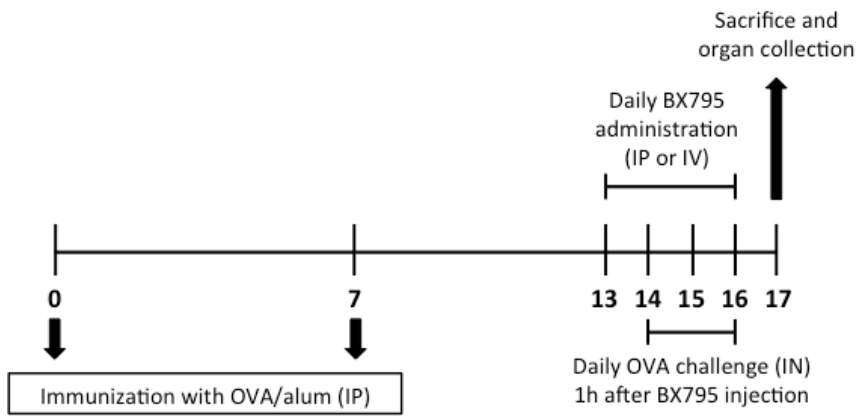 Sacrifice and
organ collection
Daily BX795
administration
(IP or IV)
0
7
13
14
15
16
17
Immunization with OVA/alum (IP)
Daily OVA challenge (IN)
1h after BX795 injection